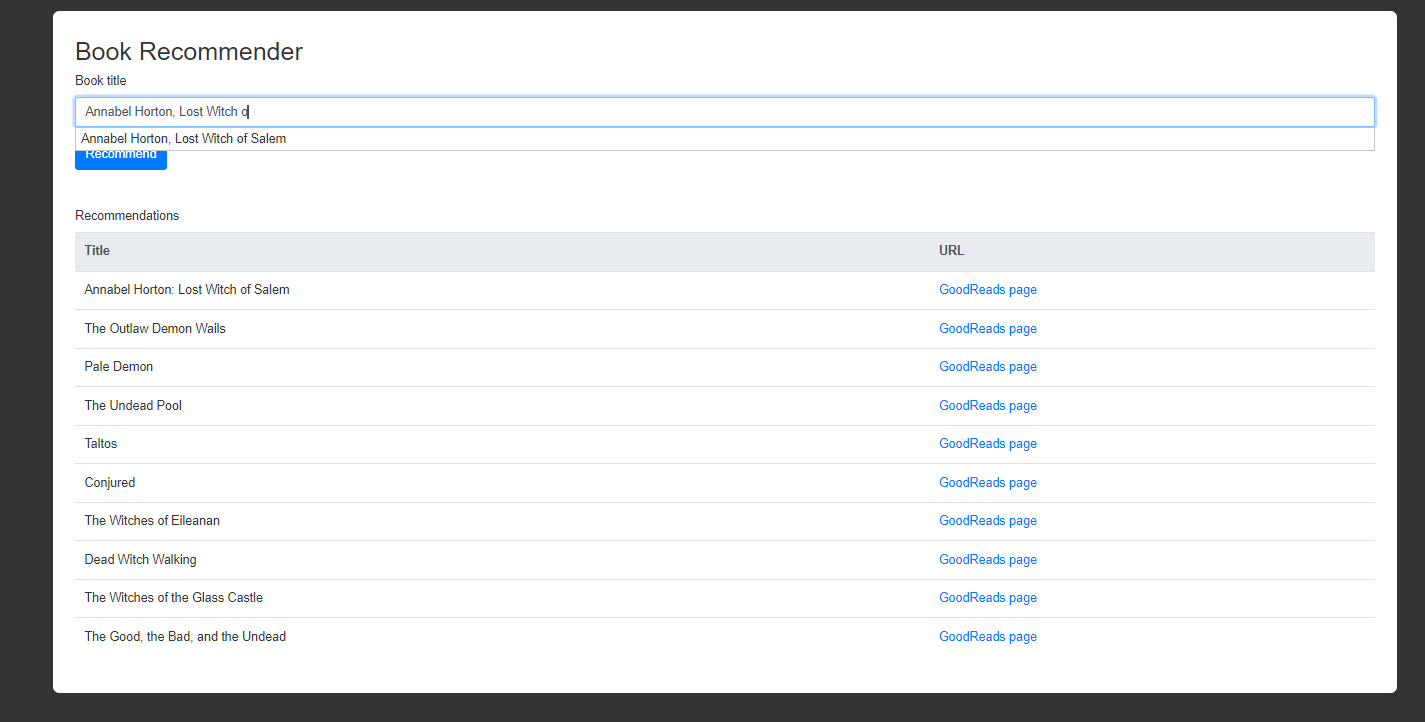 Book Recommender
Book title
Annabel Horton, Lost Witch o
Annabel Horton, Lost Witch of Salem
Recommend
Recommendations
Title URL
Annabel Horton: Lost Witch of Salem GoodReads page
The Outlaw Demon Wails GoodReads page
Pale Demon GoodReads page
The Undead Pool GoodReads page
Taltos GoodReads page
Conjured GoodReads page
The Witches of Eileanan GoodReads page
Dead Witch Walking GoodReads page
The Witches of the Glass Castle GoodReads page
The Good, the Bad, and the Undead GoodReads page